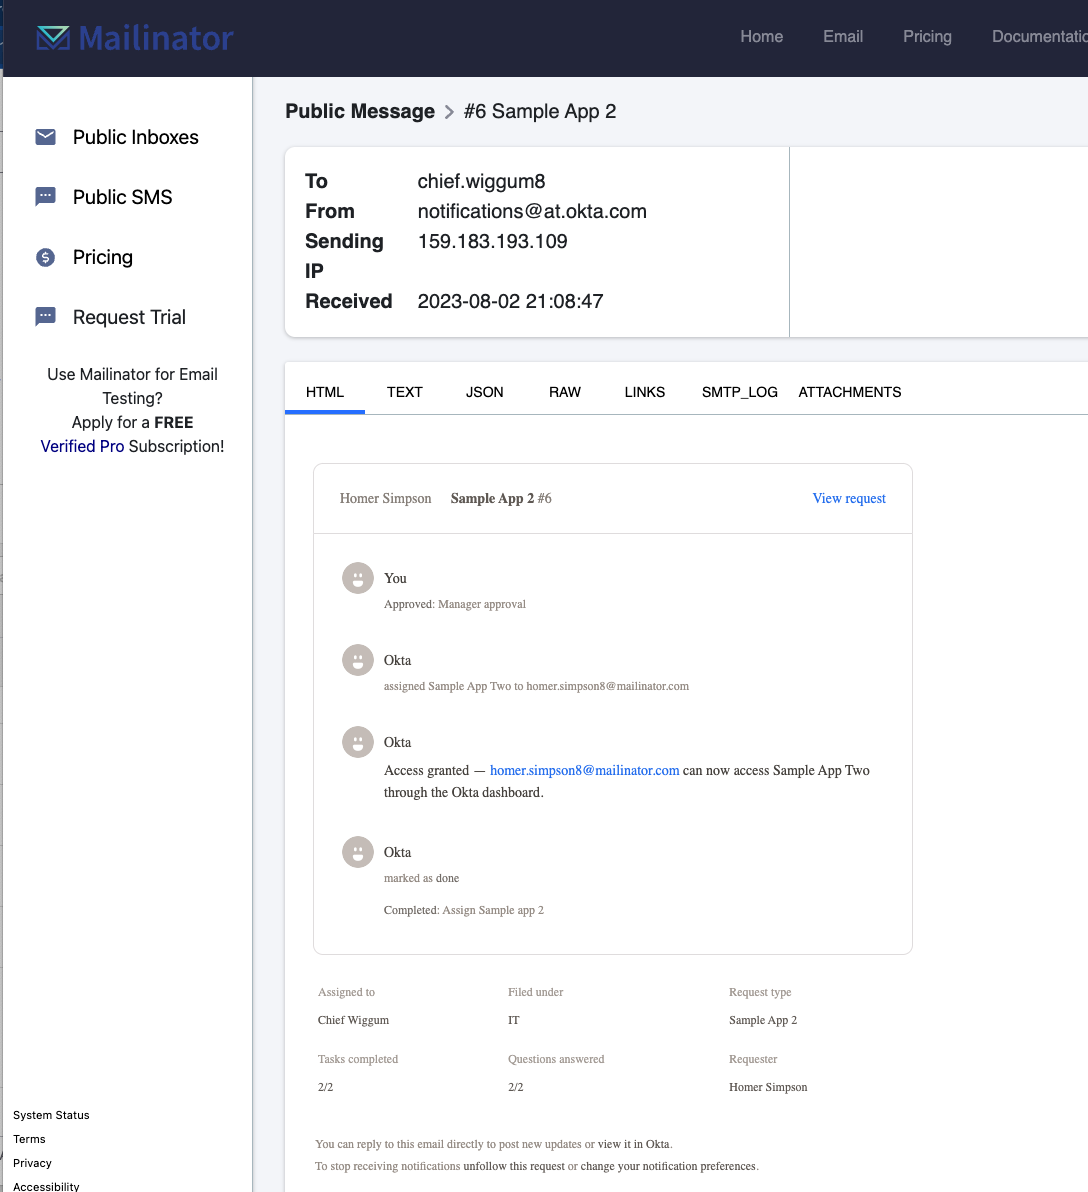 Mailinator
Home Email Pricing Documentatio
Public Inboxes
Public SMS
Pricing
Request Trial
Use Mailinator for Email
Testing?
Apply for a FREE
Verified Pro Subscription!
System Status
Terms
Privacy
Accessibility
Public Message > #6 Sample App 2
To chief.wiggum8
From notifications@at.okta.com
Sending 159.183.193.109
IP
Received 2023-08-02 21:08:47
HTML TEXT JSON RAW LINKS SMTP_LOG ATTACHMENTS
Homer Simpson Sample App 2 #6 View request
You
Approved: Manager approval
Okta
assigned Sample App Two to homer.simpson8@mailinator.com
Okta
Access granted — homer.simpson8@mailinator.com can now access Sample App Two
through the Okta dashboard.
Okta
marked as done
Completed: Assign Sample app 2
Assigned to Filed under Request type
Chief Wiggum IT Sample App 2
Tasks completed Questions answered Requester
2/2 2/2 Homer Simpson
You can reply to this email directly to post new updates or view it in Okta.
To stop receiving notifications unfollow this request or change your notification preferences.